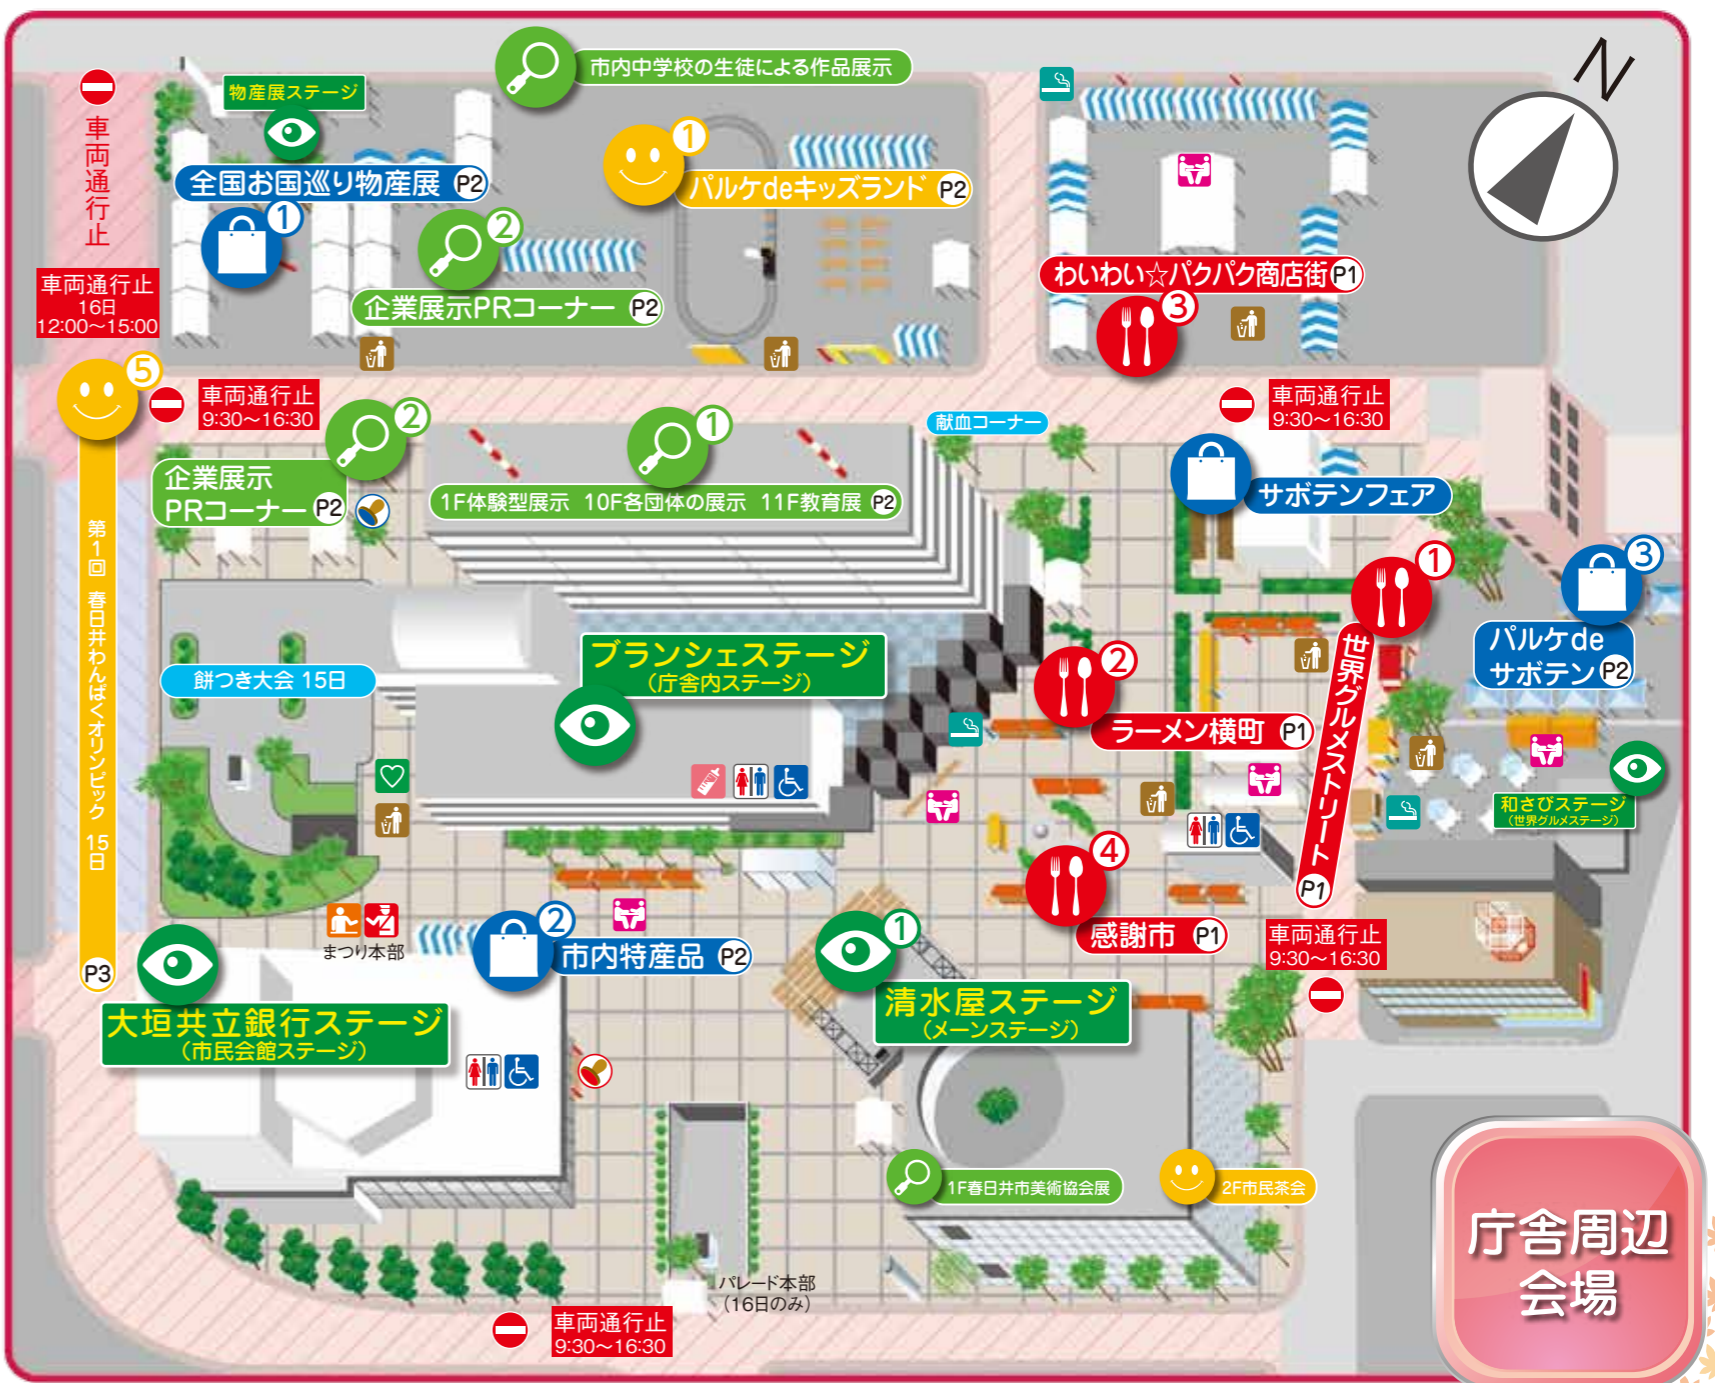 市内中学校の生徒による作品展示
N
車両通行止
物産展ステージ
1
全国お国巡り物産展 P2
パルケdeキッズランド P2
1
2
企業展示PRコーナー P2
わいわい☆パクパク商店街 P1
3
車両通行止
16日
12:00～15:00
5
車両通行止
9:30～16:30
車両通行止
9:30～16:30
2
1
献血コーナー
企業展示
PRコーナー P2
1F体験型展示 10F各団体の展示 11F教育展 P2
サボテンフェア
第1回 春日井わんぱくオリンピック 15日
P3
1
3
パルケde
サボテン P2
世界グルメストリート
P1
餅つき大会 15日
ブランシェステージ
(庁舎内ステージ)
2
ラーメン横町 P1
和さびステージ
(世界グルメステージ)
4
感謝市 P1
まつり本部
2
市内特産品 P2
1
車両通行止
9:30～16:30
大垣共立銀行ステージ
(市民会館ステージ)
清水屋ステージ
(メーンステージ)
1F春日井市美術協会展
2F市民茶会
パレード本部
(16日のみ)
車両通行止
9:30～16:30
庁舎周辺
会場